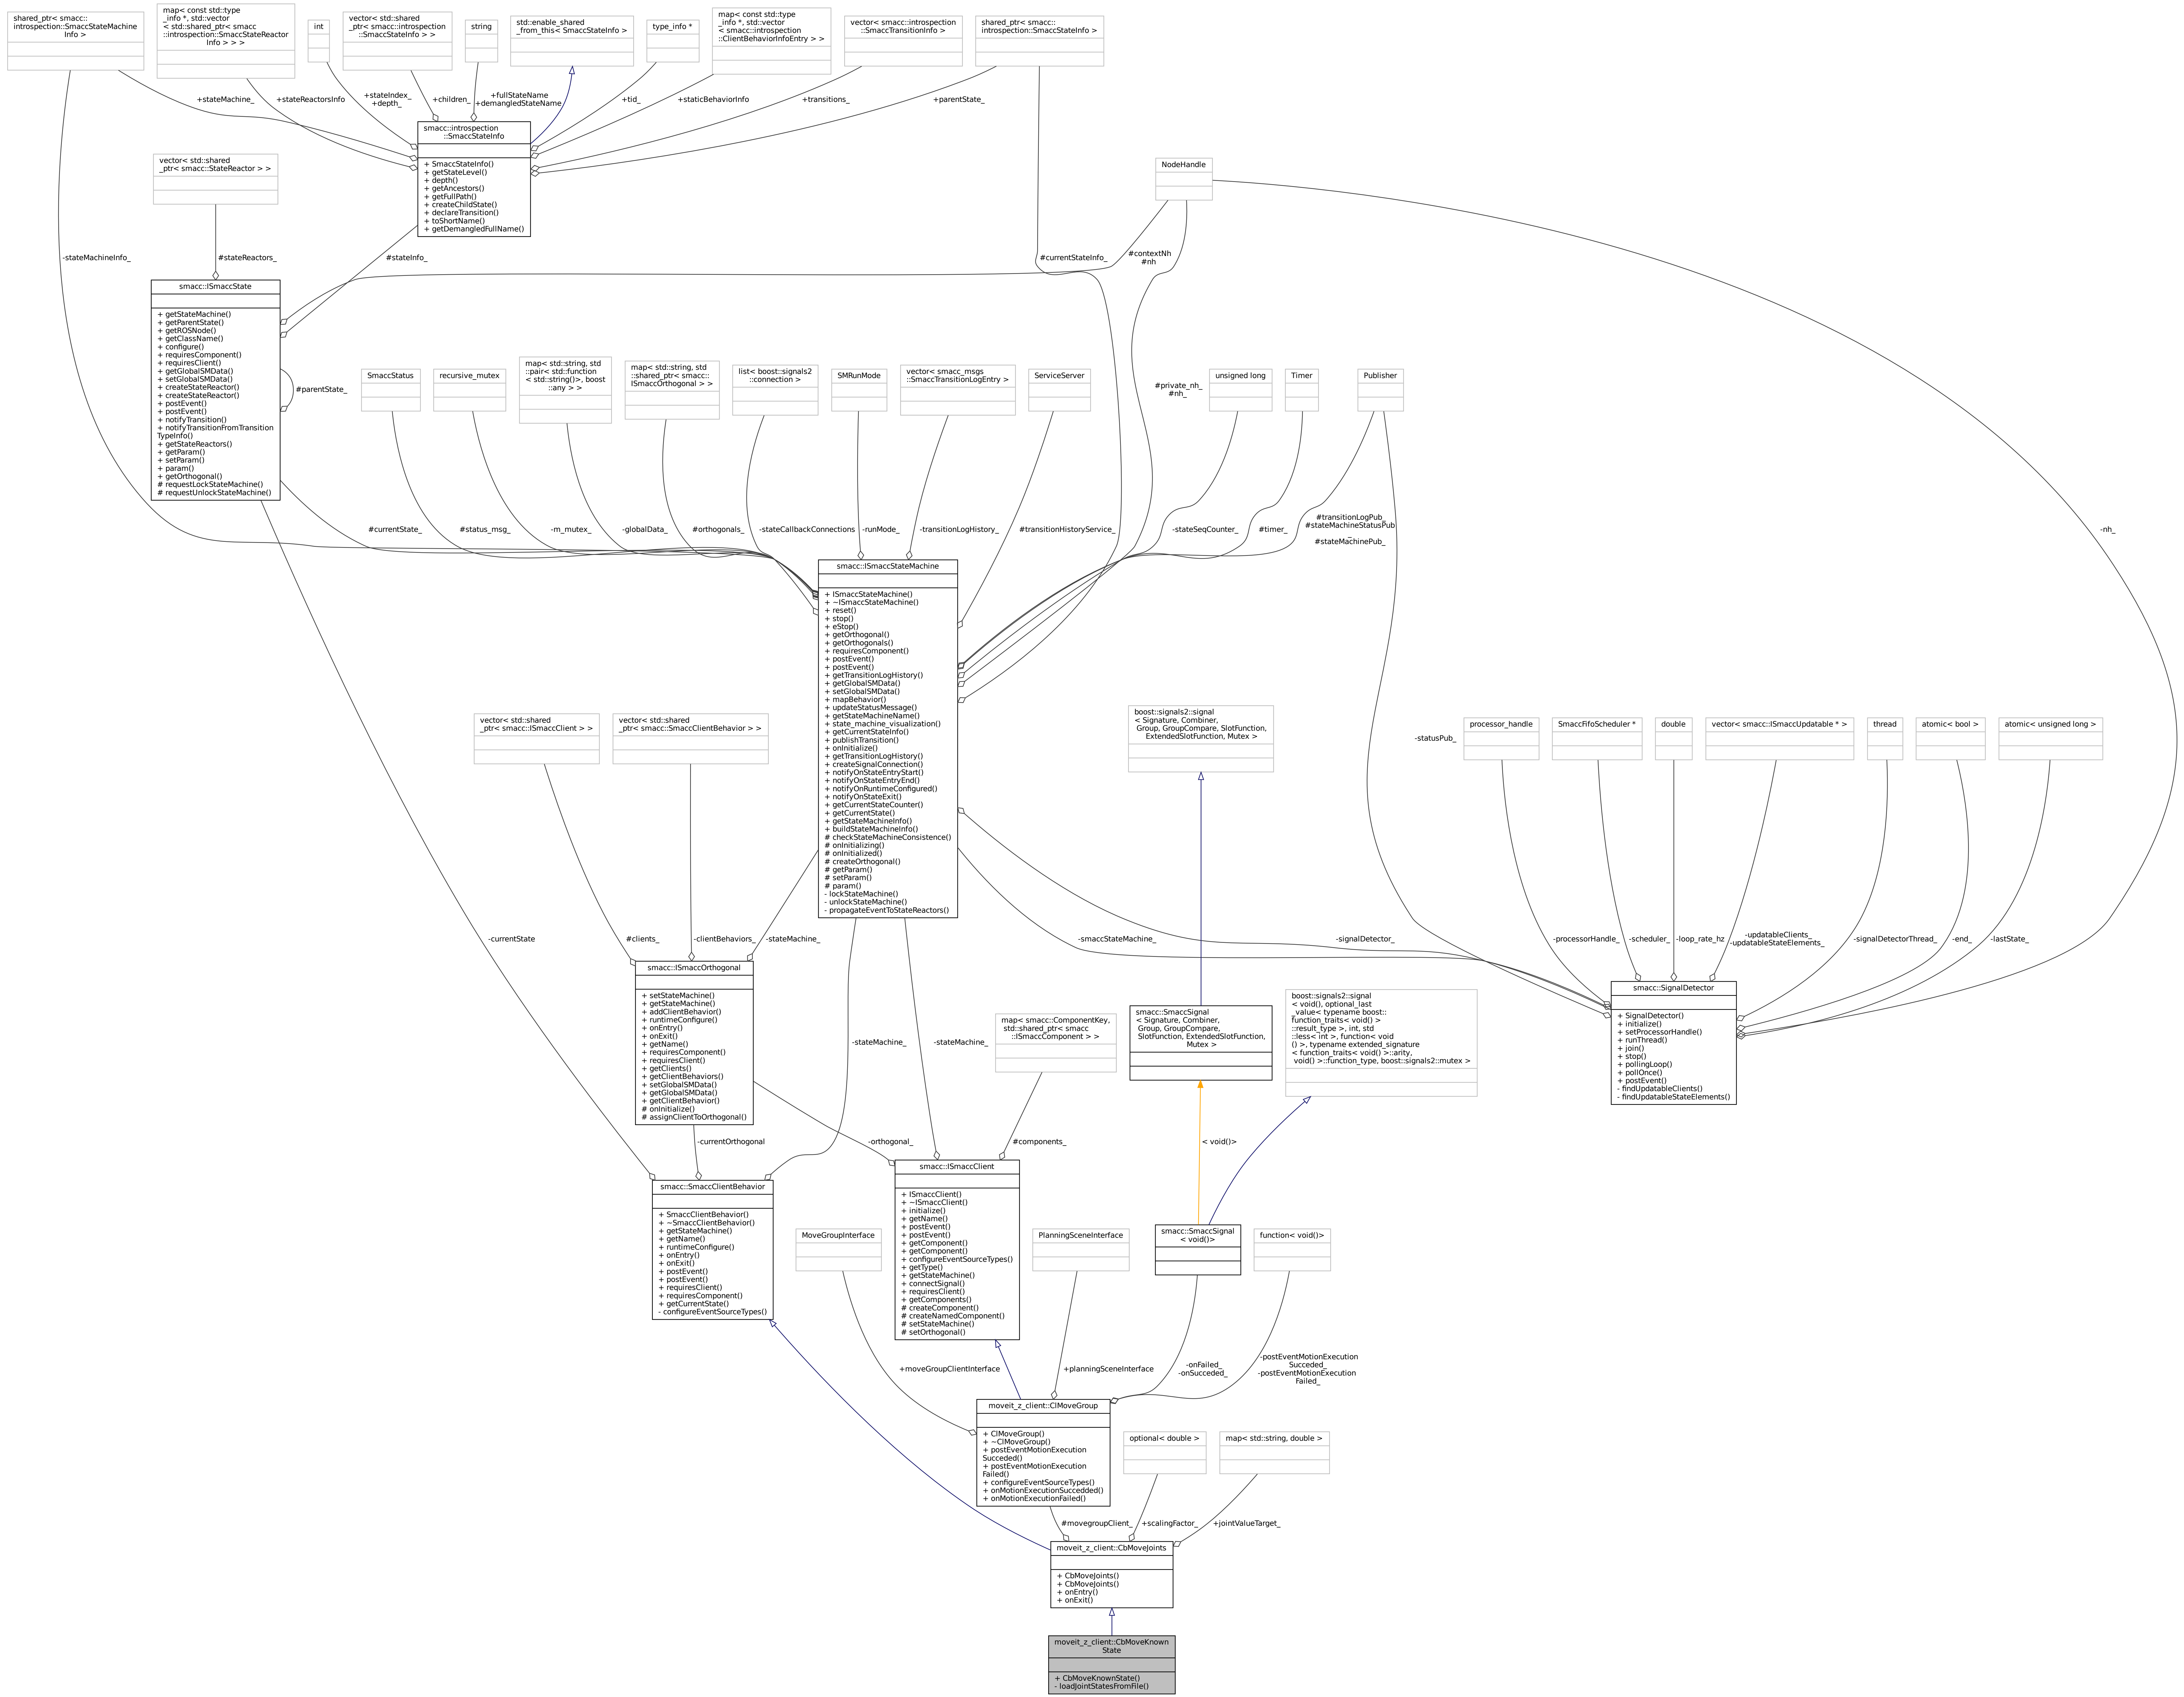 shared_ptr< smacc::
introspection::SmaccStateMachine
Info >
map< const std::type
_info *, std::vector
< std::shared_ptr< smacc
::introspection::SmaccStateReactor
Info > > >
int
vector< std::shared
_ptr< smacc::introspection
::SmaccStateInfo > >
string
std::enable_shared
_from_this< SmaccStateInfo >
type_info *
map< const std::type
_info *, std::vector
< smacc::introspection
::ClientBehaviorInfoEntry > >
vector< smacc::introspection
::SmaccTransitionInfo >
shared_ptr< smacc::
introspection::SmaccStateInfo >
+stateMachine_
+stateReactorsInfo
+stateIndex_
+depth_
+children_
+fullStateName
+demangledStateName
+tid_
+staticBehaviorInfo
+transitions_
+parentState_
smacc::introspection
::SmaccStateInfo
+ SmaccStateInfo()
+ getStateLevel()
+ depth()
+ getAncestors()
+ getFullPath()
+ createChildState()
+ declareTransition()
+ toShortName()
+ getDemangledFullName()
vector< std::shared
_ptr< smacc::StateReactor > >
NodeHandle
-stateMachineInfo_
#stateReactors_
#stateInfo_
#currentStateInfo_
#contextNh
#nh
smacc::ISmaccState
+ getStateMachine()
+ getParentState()
+ getROSNode()
+ getClassName()
+ configure()
+ requiresComponent()
+ requiresClient()
+ getGlobalSMData()
+ setGlobalSMData()
+ createStateReactor()
+ createStateReactor()
+ postEvent()
+ postEvent()
+ notifyTransition()
+ notifyTransitionFromTransition
TypeInfo()
+ getStateReactors()
+ getParam()
+ setParam()
+ param()
+ getOrthogonal()
# requestLockStateMachine()
# requestUnlockStateMachine()
#parentState_
SmaccStatus
recursive_mutex
map< std::string, std
::pair< std::function
< std::string()>, boost
::any > >
map< std::string, std
::shared_ptr< smacc::
ISmaccOrthogonal > >
list< boost::signals2
::connection >
SMRunMode
vector< smacc_msgs
::SmaccTransitionLogEntry >
ServiceServer
#private_nh_
#nh_
unsigned long
Timer
Publisher
#currentState_
#status_msg_
-m_mutex_
-globalData_
#orthogonals_
-stateCallbackConnections
-runMode_
-transitionLogHistory_
#transitionHistoryService_
-stateSeqCounter_
#timer_
#transitionLogPub_
#stateMachineStatusPub
_
#stateMachinePub_
-nh_
smacc::ISmaccStateMachine
+ ISmaccStateMachine()
+ ~ISmaccStateMachine()
+ reset()
+ stop()
+ eStop()
+ getOrthogonal()
+ getOrthogonals()
+ requiresComponent()
+ postEvent()
+ postEvent()
+ getTransitionLogHistory()
+ getGlobalSMData()
+ setGlobalSMData()
+ mapBehavior()
+ updateStatusMessage()
+ getStateMachineName()
+ state_machine_visualization()
+ getCurrentStateInfo()
+ publishTransition()
+ onInitialize()
+ getTransitionLogHistory()
+ createSignalConnection()
+ notifyOnStateEntryStart()
+ notifyOnStateEntryEnd()
+ notifyOnRuntimeConfigured()
+ notifyOnStateExit()
+ getCurrentStateCounter()
+ getCurrentState()
+ getStateMachineInfo()
+ buildStateMachineInfo()
# checkStateMachineConsistence()
# onInitializing()
# onInitialized()
# createOrthogonal()
# getParam()
# setParam()
# param()
- lockStateMachine()
- unlockStateMachine()
- propagateEventToStateReactors()
vector< std::shared
_ptr< smacc::ISmaccClient > >
vector< std::shared
_ptr< smacc::SmaccClientBehavior > >
boost::signals2::signal
< Signature, Combiner,
Group, GroupCompare, SlotFunction,
ExtendedSlotFunction, Mutex >
-statusPub_
processor_handle
SmaccFifoScheduler *
double
vector< smacc::ISmaccUpdatable * >
thread
atomic< bool >
atomic< unsigned long >
-currentState
#clients_
-clientBehaviors_
-stateMachine_
-smaccStateMachine_
-signalDetector_
-processorHandle_
-scheduler_
-loop_rate_hz
-updatableClients_
-updatableStateElements_
-signalDetectorThread_
-end_
-lastState_
smacc::ISmaccOrthogonal
+ setStateMachine()
+ getStateMachine()
+ addClientBehavior()
+ runtimeConfigure()
+ onEntry()
+ onExit()
+ getName()
+ requiresComponent()
+ requiresClient()
+ getClients()
+ getClientBehaviors()
+ setGlobalSMData()
+ getGlobalSMData()
+ getClientBehavior()
# onInitialize()
# assignClientToOrthogonal()
-stateMachine_
-stateMachine_
map< smacc::ComponentKey,
std::shared_ptr< smacc
::ISmaccComponent > >
smacc::SmaccSignal
< Signature, Combiner,
Group, GroupCompare,
SlotFunction, ExtendedSlotFunction,
Mutex >
boost::signals2::signal
< void(), optional_last
_value< typename boost::
function_traits< void() >
::result_type >, int, std
::less< int >, function< void
() >, typename extended_signature
< function_traits< void() >::arity,
void() >::function_type, boost::signals2::mutex >
smacc::SignalDetector
+ SignalDetector()
+ initialize()
+ setProcessorHandle()
+ runThread()
+ join()
+ stop()
+ pollingLoop()
+ pollOnce()
+ postEvent()
- findUpdatableClients()
- findUpdatableStateElements()
-currentOrthogonal
-orthogonal_
#components_
< void()>
smacc::SmaccClientBehavior
+ SmaccClientBehavior()
+ ~SmaccClientBehavior()
+ getStateMachine()
+ getName()
+ runtimeConfigure()
+ onEntry()
+ onExit()
+ postEvent()
+ postEvent()
+ requiresClient()
+ requiresComponent()
+ getCurrentState()
- configureEventSourceTypes()
MoveGroupInterface
smacc::ISmaccClient
+ ISmaccClient()
+ ~ISmaccClient()
+ initialize()
+ getName()
+ postEvent()
+ postEvent()
+ getComponent()
+ getComponent()
+ configureEventSourceTypes()
+ getType()
+ getStateMachine()
+ connectSignal()
+ requiresClient()
+ getComponents()
# createComponent()
# createNamedComponent()
# setStateMachine()
# setOrthogonal()
PlanningSceneInterface
smacc::SmaccSignal
< void()>
function< void()>
+moveGroupClientInterface
+planningSceneInterface
-onFailed_
-onSucceded_
-postEventMotionExecution
Succeded_
-postEventMotionExecution
Failed_
moveit_z_client::ClMoveGroup
+ ClMoveGroup()
+ ~ClMoveGroup()
+ postEventMotionExecution
Succeded()
+ postEventMotionExecution
Failed()
+ configureEventSourceTypes()
+ onMotionExecutionSuccedded()
+ onMotionExecutionFailed()
optional< double >
map< std::string, double >
#movegroupClient_
+scalingFactor_
+jointValueTarget_
moveit_z_client::CbMoveJoints
+ CbMoveJoints()
+ CbMoveJoints()
+ onEntry()
+ onExit()
moveit_z_client::CbMoveKnown
State
+ CbMoveKnownState()
- loadJointStatesFromFile()